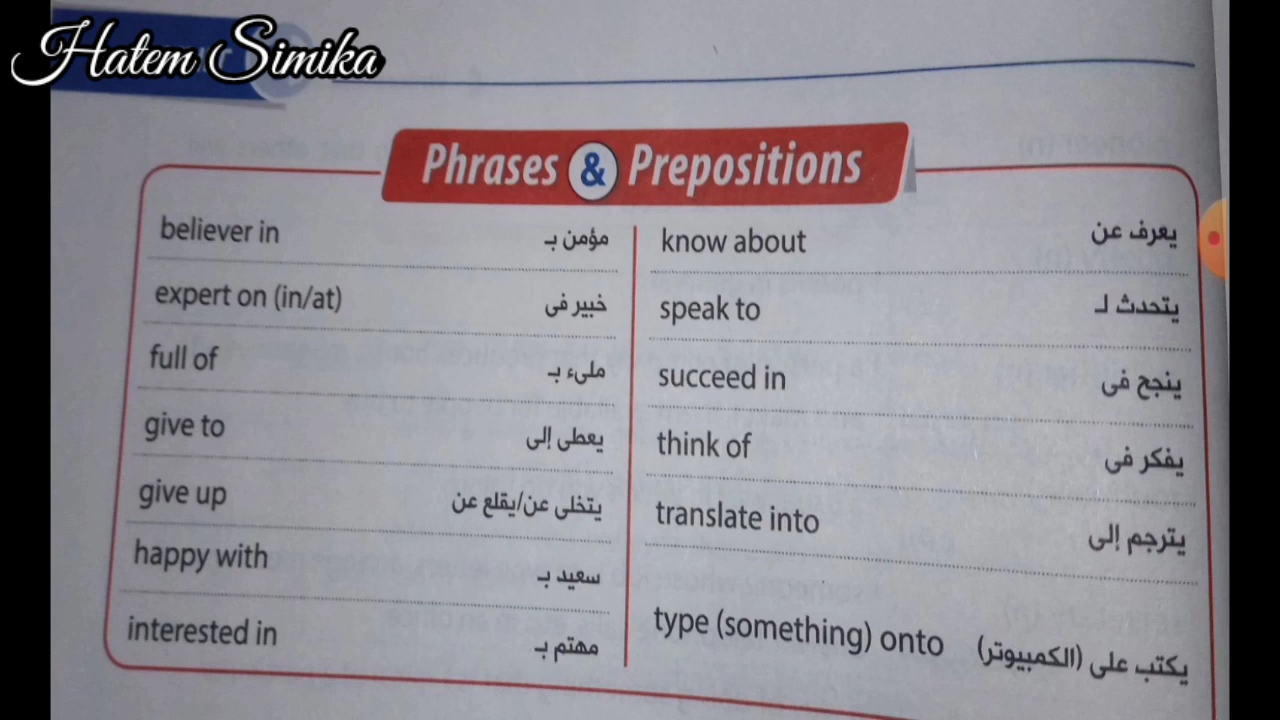 Hatem Simika
Phrases & Prepositions
believer in مؤمن بـ
expert on (in/at) خبير فى
full of ملىء بـ
give to يعطى إلى
give up يتخلى عن/يقلع عن
happy with سعيد بـ
interested in مهتم بـ
know about يعرف عن
speak to يتحدث لـ
succeed in ينجح فى
think of يفكر فى
translate into يترجم إلى
type (something) onto يكتب على (الكمبيوتر)